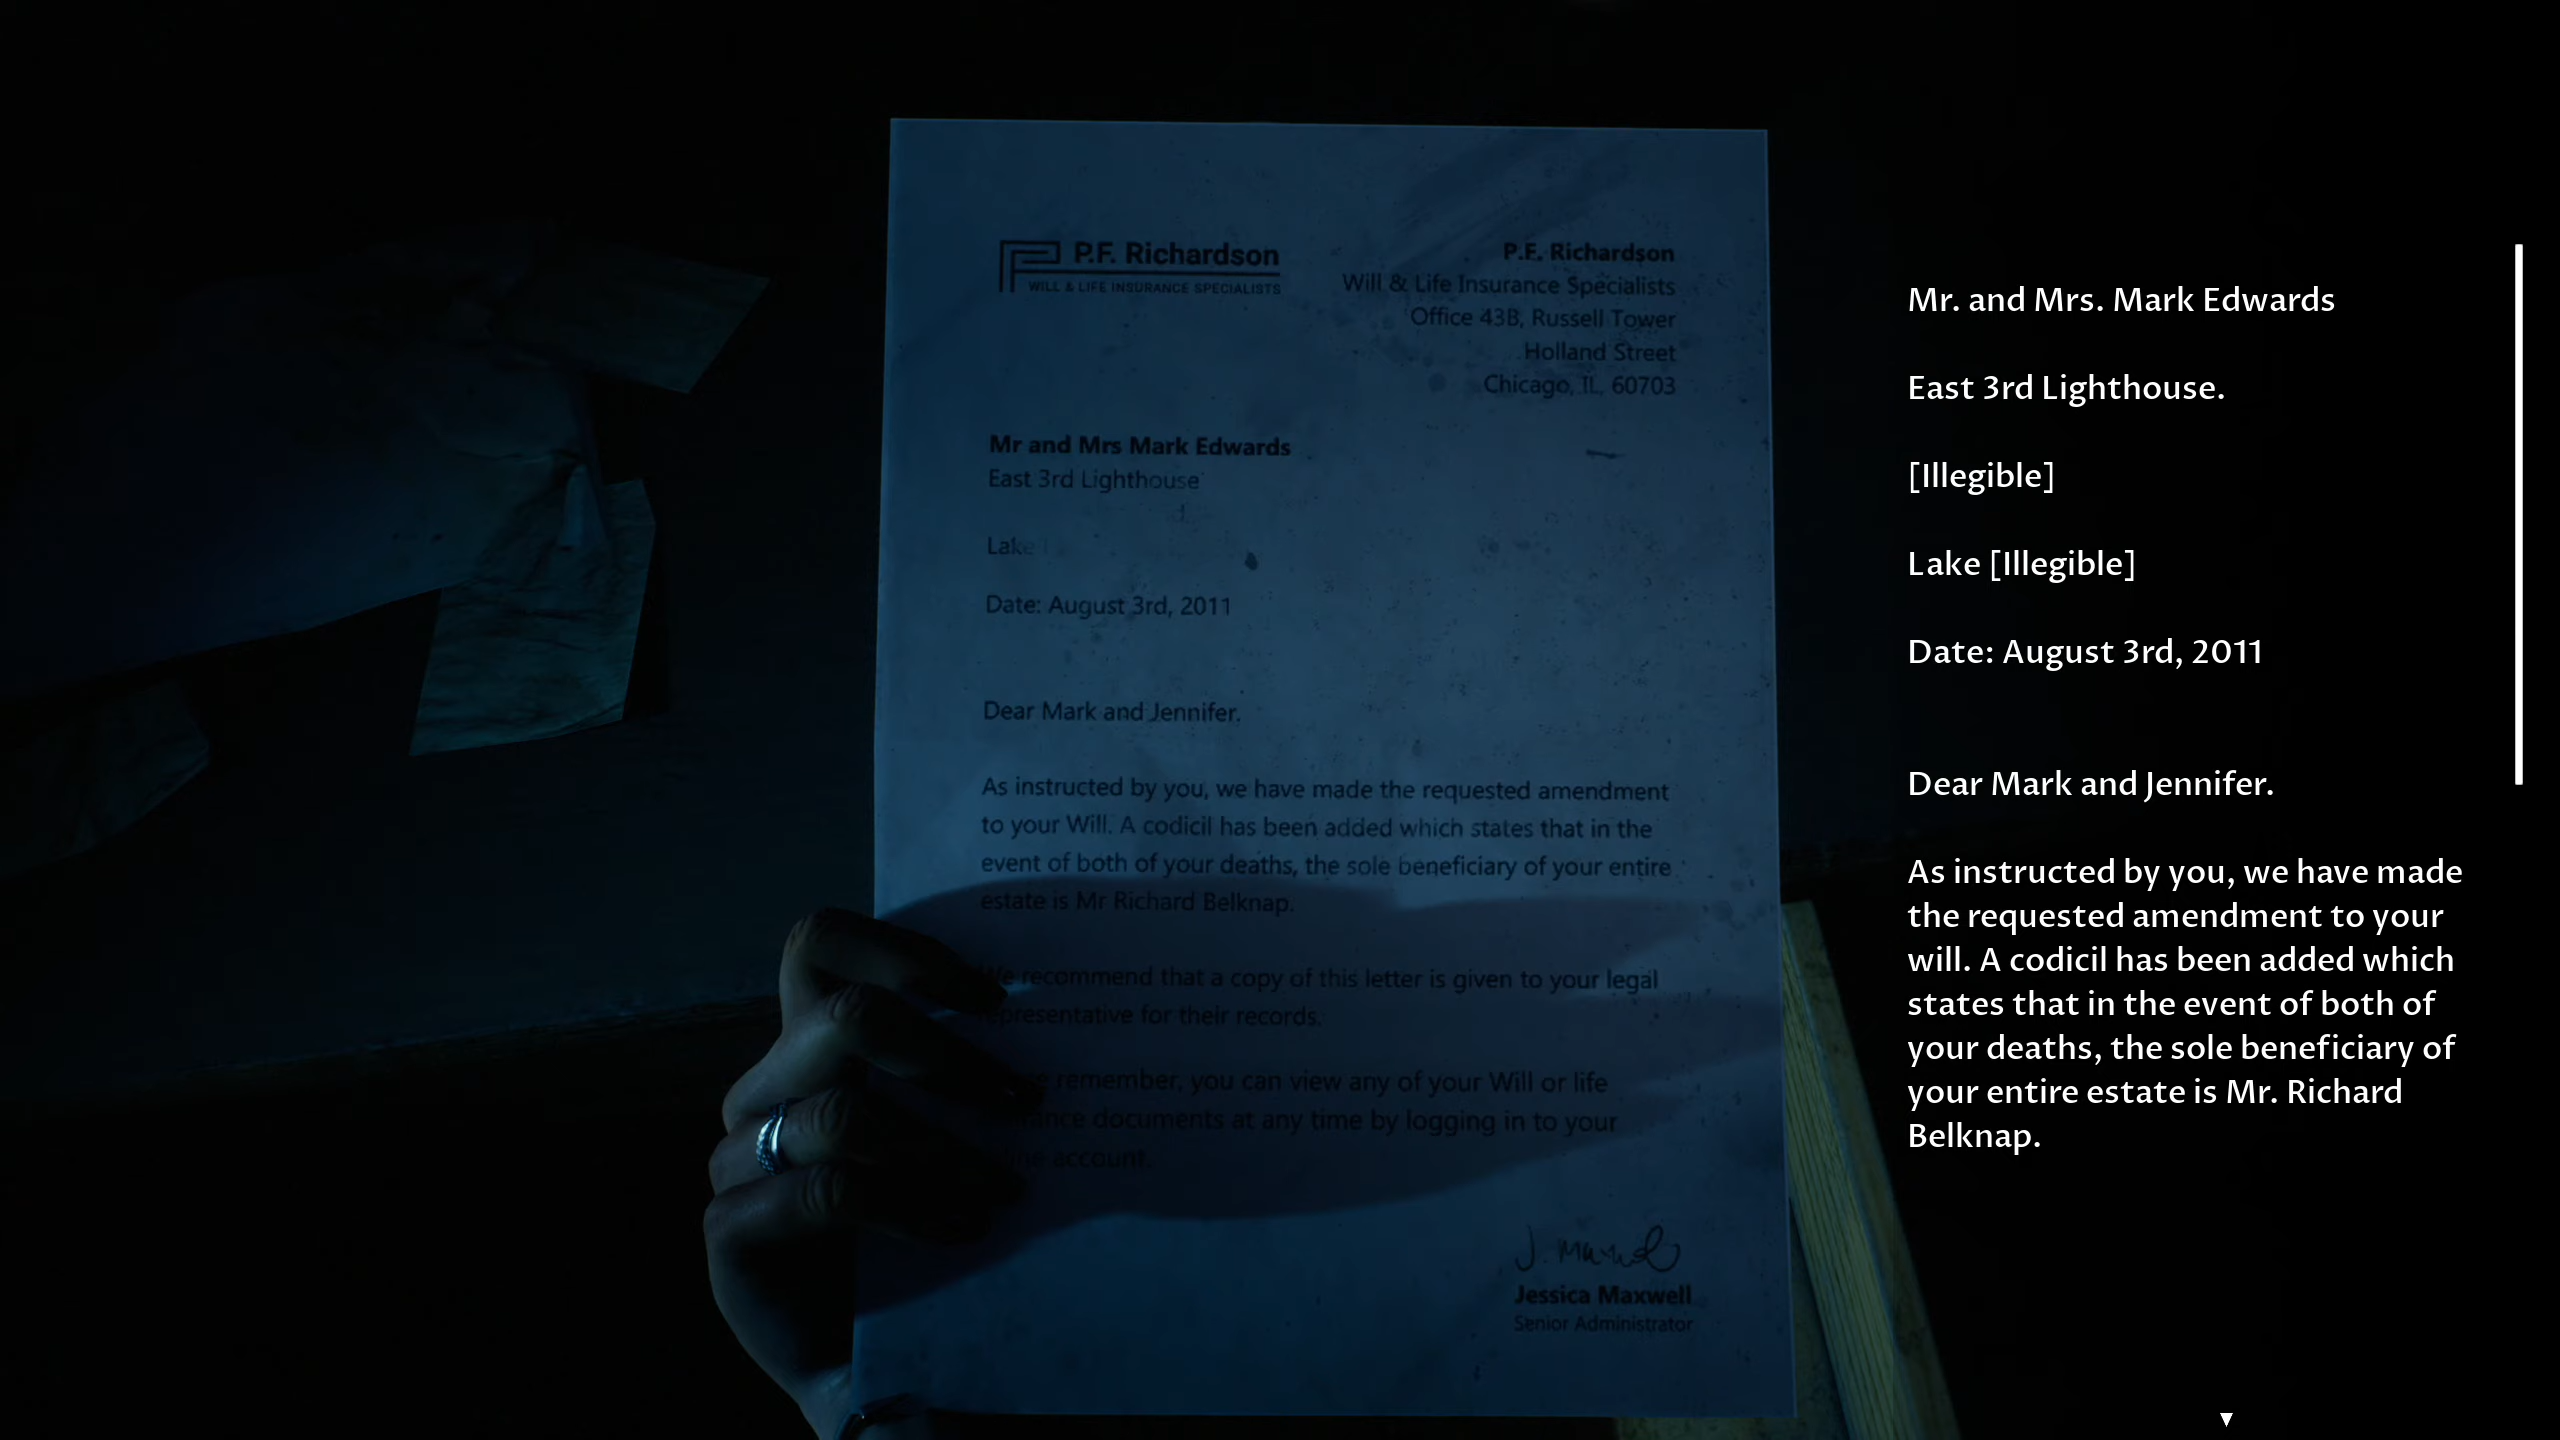 P.F. Richardson
WILL & LIFE INSURANCE SPECIALISTS
P.F. Richardson
Will & Life Insurance Specialists
Office 43B, Russell Tower
Holland Street
Chicago, IL, 60703
Mr and Mrs Mark Edwards
East 3rd Lighthouse
Lake
Date: August 3rd, 2011
Dear Mark and Jennifer.
As instructed by you, we have made the requested amendment
to your Will. A codicil has been added which states that in the
event of both of your deaths, the sole beneficiary of your entire
estate is Mr Richard Belknap.
We recommend that a copy of this letter is given to your legal
representative for their records.
remember, you can view any of your Will or life
documents at any time by logging in to your
account.
J. Maxwell
Jessica Maxwell
Senior Administrator
Mr. and Mrs. Mark Edwards
East 3rd Lighthouse.
[Illegible]
Lake [Illegible]
Date: August 3rd, 2011
Dear Mark and Jennifer.
As instructed by you, we have made
the requested amendment to your
will. A codicil has been added which
states that in the event of both of
your deaths, the sole beneficiary of
your entire estate is Mr. Richard
Belknap.